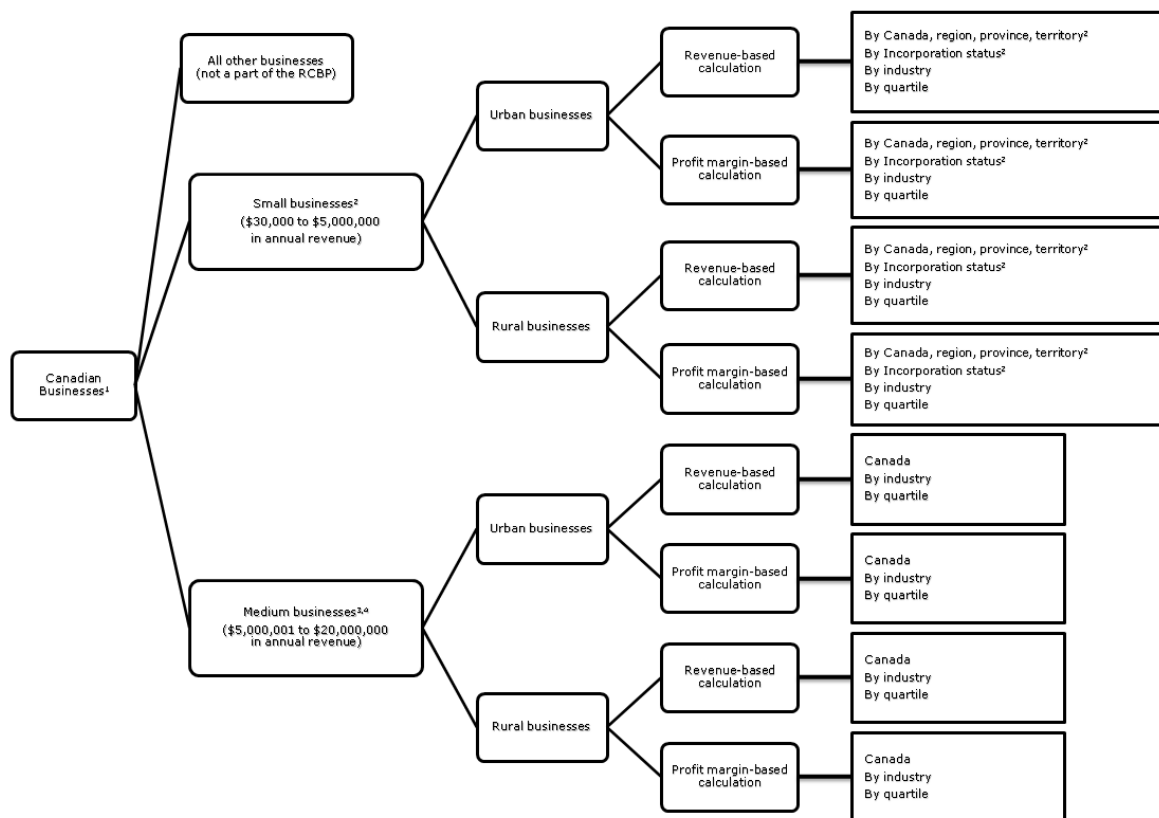 All other businesses
(not a part of the RCBP)
Canadian
Businesses¹
Small businesses²
($30,000 to $5,000,000
in annual revenue)
Urban businesses
Revenue-based
calculation
By Canada, region, province, territory²
By Incorporation status²
By industry
By quartile
Profit margin-based
calculation
By Canada, region, province, territory²
By Incorporation status²
By industry
By quartile
Rural businesses
Revenue-based
calculation
By Canada, region, province, territory²
By Incorporation status²
By industry
By quartile
Profit margin-based
calculation
By Canada, region, province, territory²
By Incorporation status²
By industry
By quartile
Medium businesses³,⁴
($5,000,001 to $20,000,000
in annual revenue)
Urban businesses
Revenue-based
calculation
Canada
By industry
By quartile
Profit margin-based
calculation
Canada
By industry
By quartile
Rural businesses
Revenue-based
calculation
Canada
By industry
By quartile
Profit margin-based
calculation
Canada
By industry
By quartile